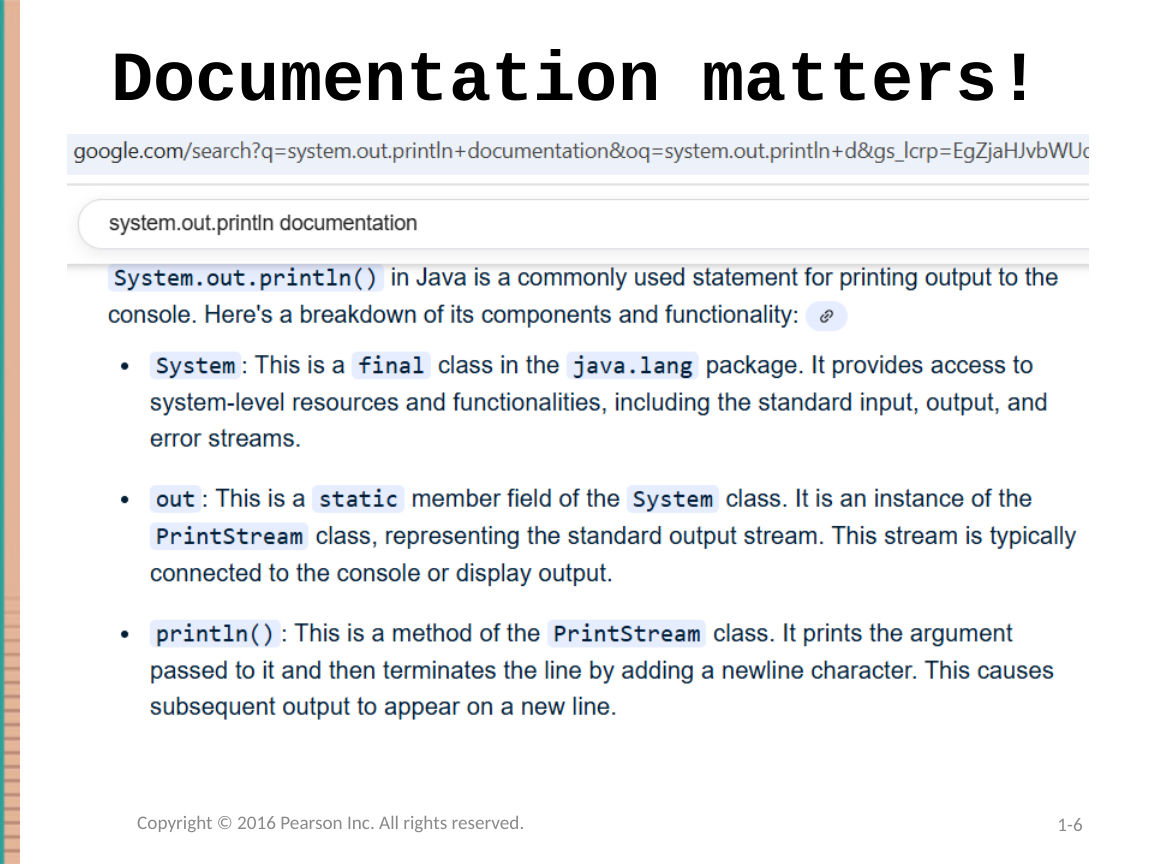 Documentation matters!
google.com/search?q=system.out.println+documentation&oq=system.out.println+d&gs_lcrp=EgZjaHJvbWUc
system.out.println documentation
System.out.println() in Java is a commonly used statement for printing output to the
console. Here's a breakdown of its components and functionality:
• System: This is a final class in the java.lang package. It provides access to
system-level resources and functionalities, including the standard input, output, and
error streams.
• out: This is a static member field of the System class. It is an instance of the
PrintStream class, representing the standard output stream. This stream is typically
connected to the console or display output.
• println(): This is a method of the PrintStream class. It prints the argument
passed to it and then terminates the line by adding a newline character. This causes
subsequent output to appear on a new line.
Copyright © 2016 Pearson Inc. All rights reserved.
1-6